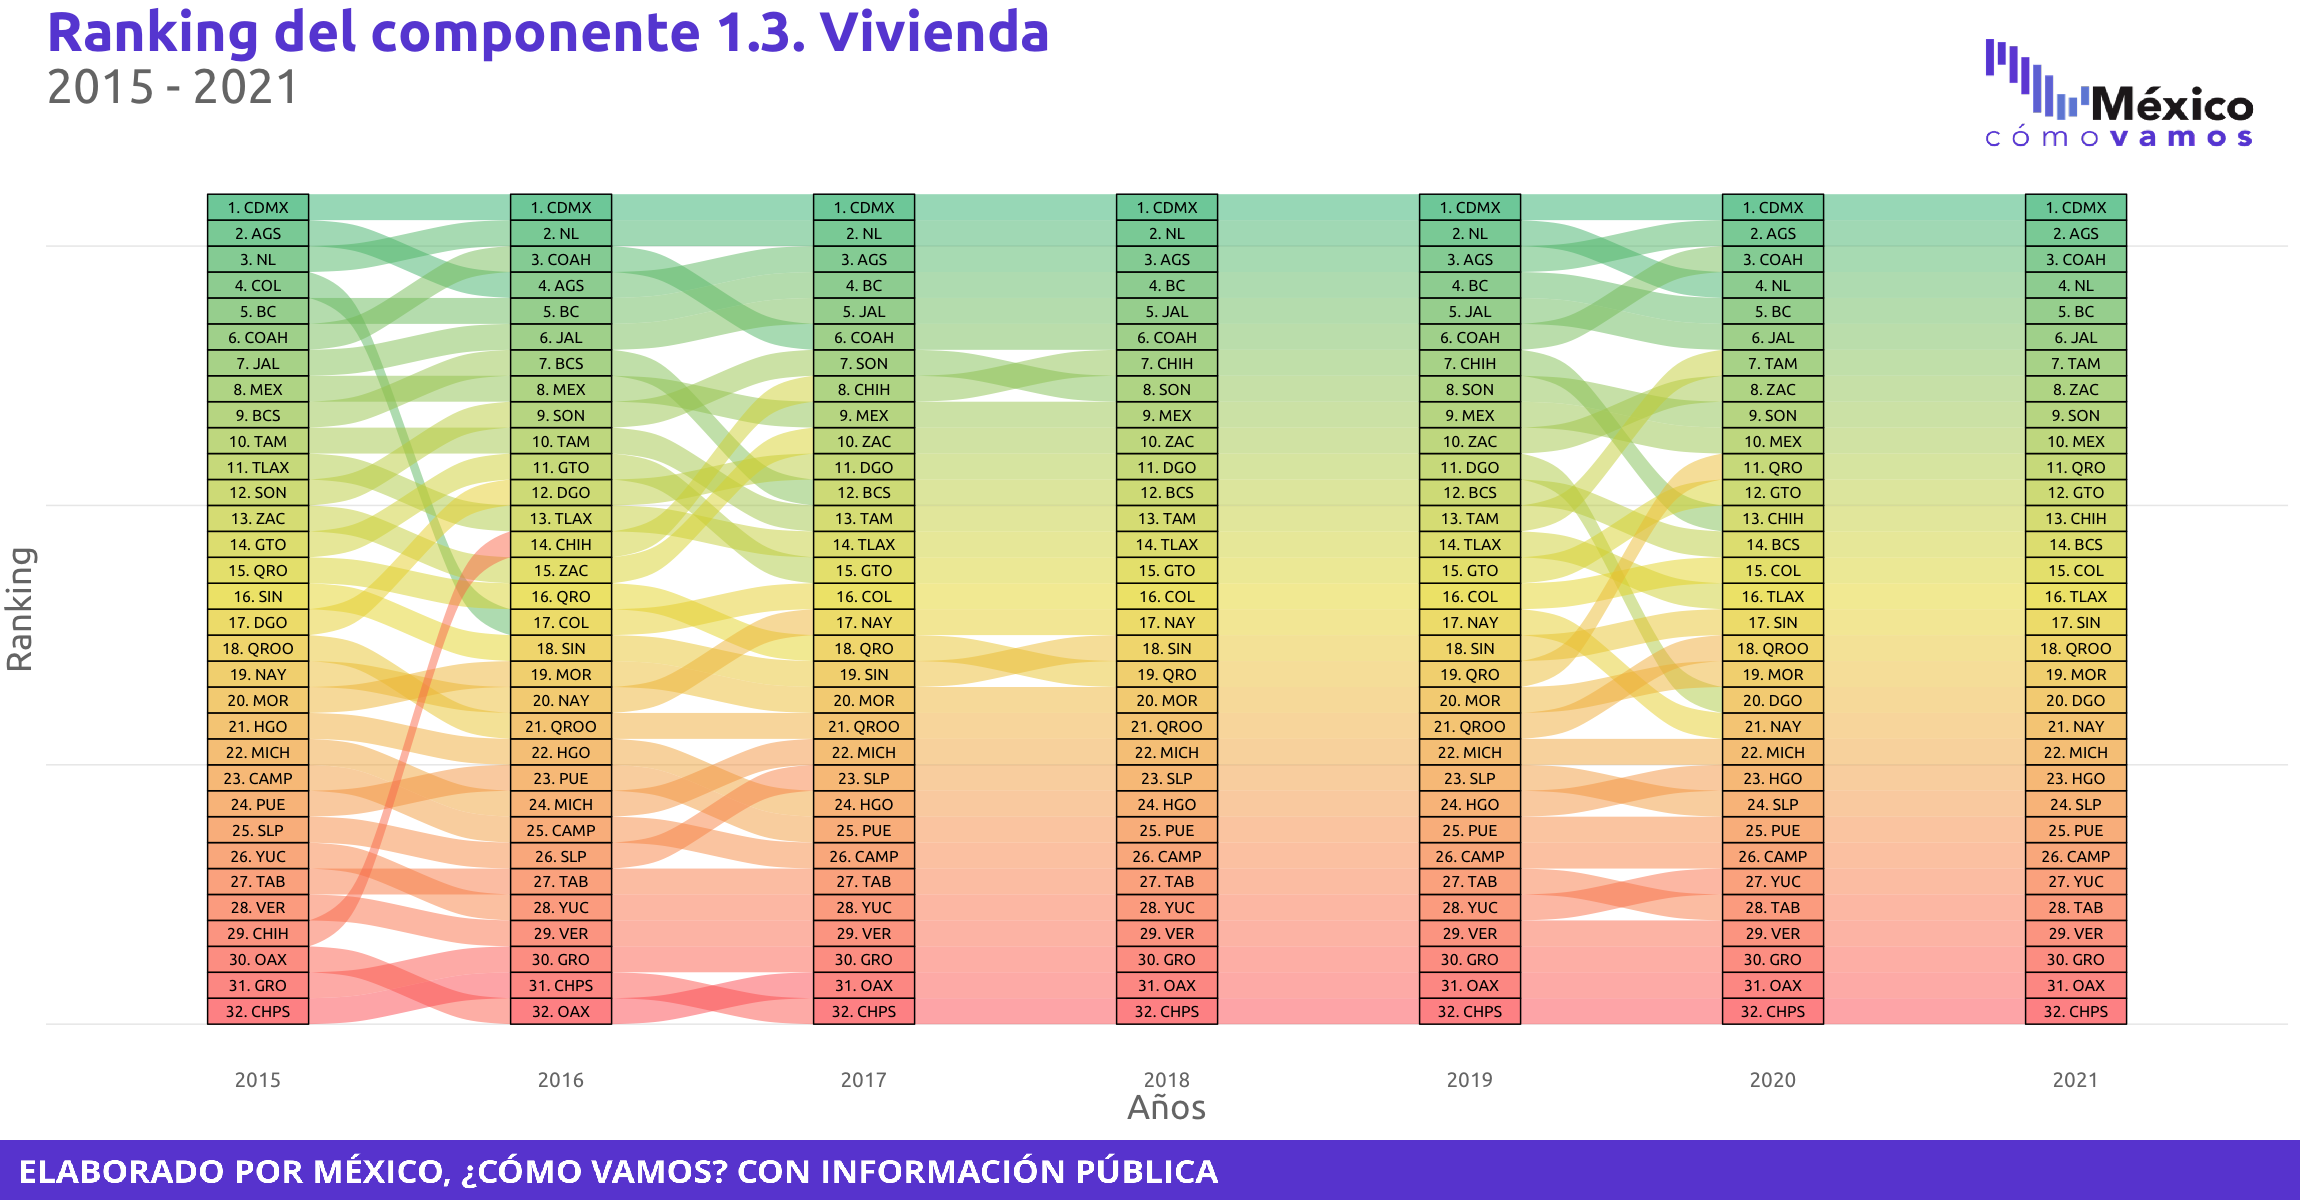 Ranking del componente 1.3. Vivienda
2015 - 2021
México
cómovamos
Ranking
1. CDMX 1. CDMX 1. CDMX 1. CDMX 1. CDMX 1. CDMX 1. CDMX
2. AGS 2. NL 2. NL 2. NL 2. NL 2. AGS 2. AGS
3. NL 3. COAH 3. AGS 3. AGS 3. AGS 3. COAH 3. COAH
4. COL 4. AGS 4. BC 4. BC 4. BC 4. NL 4. NL
5. BC 5. BC 5. JAL 5. JAL 5. JAL 5. BC 5. BC
6. COAH 6. JAL 6. COAH 6. COAH 6. COAH 6. JAL 6. JAL
7. JAL 7. BCS 7. SON 7. CHIH 7. CHIH 7. TAM 7. TAM
8. MEX 8. MEX 8. CHIH 8. SON 8. SON 8. ZAC 8. ZAC
9. BCS 9. SON 9. MEX 9. MEX 9. MEX 9. SON 9. SON
10. TAM 10. TAM 10. ZAC 10. ZAC 10. ZAC 10. MEX 10. MEX
11. TLAX 11. GTO 11. DGO 11. DGO 11. DGO 11. QRO 11. QRO
12. SON 12. DGO 12. BCS 12. BCS 12. BCS 12. GTO 12. GTO
13. ZAC 13. TLAX 13. TAM 13. TAM 13. TAM 13. CHIH 13. CHIH
14. GTO 14. CHIH 14. TLAX 14. TLAX 14. TLAX 14. BCS 14. BCS
15. QRO 15. ZAC 15. GTO 15. GTO 15. GTO 15. COL 15. COL
16. SIN 16. QRO 16. COL 16. COL 16. COL 16. TLAX 16. TLAX
17. DGO 17. COL 17. NAY 17. NAY 17. NAY 17. SIN 17. SIN
18. QROO 18. SIN 18. QRO 18. SIN 18. SIN 18. QROO 18. QROO
19. NAY 19. MOR 19. SIN 19. QRO 19. QRO 19. MOR 19. MOR
20. MOR 20. NAY 20. MOR 20. MOR 20. MOR 20. DGO 20. DGO
21. HGO 21. QROO 21. QROO 21. QROO 21. QROO 21. NAY 21. NAY
22. MICH 22. HGO 22. MICH 22. MICH 22. MICH 22. MICH 22. MICH
23. CAMP 23. PUE 23. SLP 23. SLP 23. SLP 23. HGO 23. HGO
24. PUE 24. MICH 24. HGO 24. HGO 24. HGO 24. SLP 24. SLP
25. SLP 25. CAMP 25. PUE 25. PUE 25. PUE 25. PUE 25. PUE
26. YUC 26. SLP 26. CAMP 26. CAMP 26. CAMP 26. CAMP 26. CAMP
27. TAB 27. TAB 27. TAB 27. TAB 27. TAB 27. YUC 27. YUC
28. VER 28. YUC 28. YUC 28. YUC 28. YUC 28. TAB 28. TAB
29. CHIH 29. VER 29. VER 29. VER 29. VER 29. VER 29. VER
30. OAX 30. GRO 30. GRO 30. GRO 30. GRO 30. GRO 30. GRO
31. GRO 31. CHPS 31. OAX 31. OAX 31. OAX 31. OAX 31. OAX
32. CHPS 32. OAX 32. CHPS 32. CHPS 32. CHPS 32. CHPS 32. CHPS
2015 2016 2017 2018 2019 2020 2021
Años
ELABORADO POR MÉXICO, ¿CÓMO VAMOS? CON INFORMACIÓN PÚBLICA